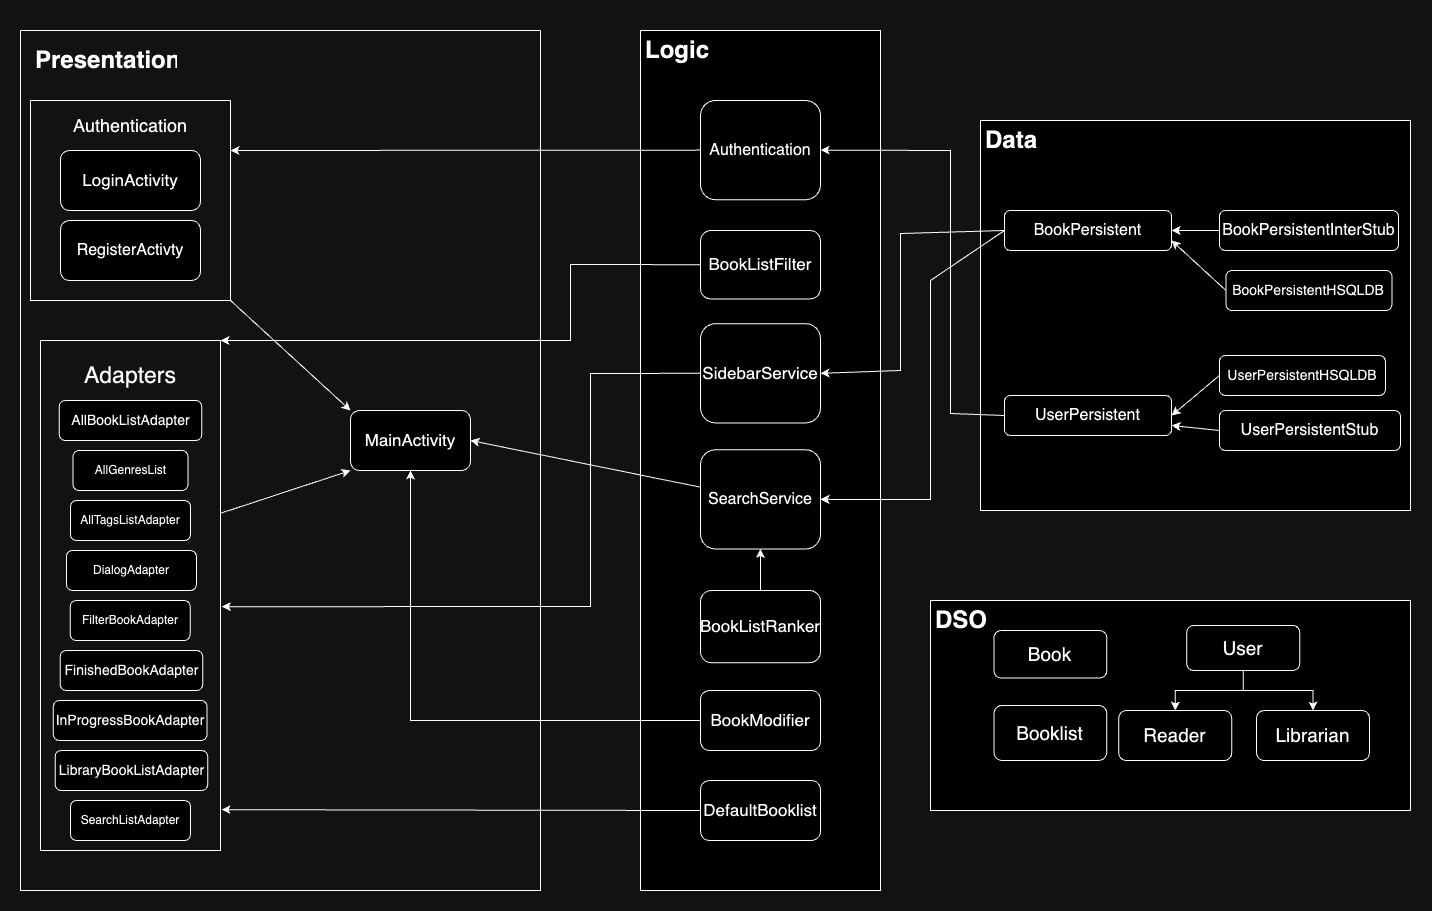 Presentation
Authentication
LoginActivity
RegisterActivty
Adapters
AllBookListAdapter
AllGenresList
AllTagsListAdapter
DialogAdapter
FilterBookAdapter
FinishedBookAdapter
InProgressBookAdapter
LibraryBookListAdapter
SearchListAdapter
MainActivity
Logic
Authentication
BookListFilter
SidebarService
SearchService
BookListRanker
BookModifier
DefaultBooklist
Data
BookPersistent
BookPersistentInterStub
BookPersistentHSQLDB
UserPersistentHSQLDB
UserPersistent
UserPersistentStub
DSO
Book
User
Booklist
Reader
Librarian